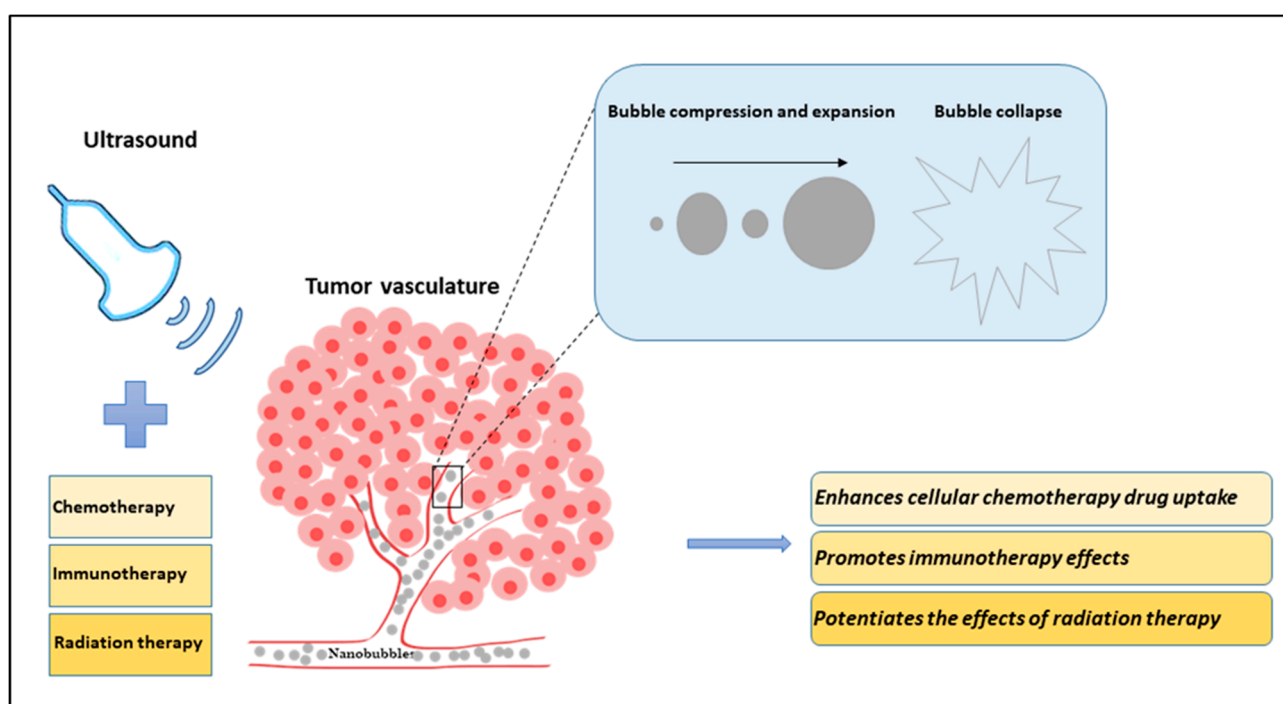 Ultrasound
Bubble compression and expansion
Bubble collapse
Tumor vasculature
Chemotherapy
Immunotherapy
Radiation therapy
Nanobubbles
Enhances cellular chemotherapy drug uptake
Promotes immunotherapy effects
Potentiates the effects of radiation therapy